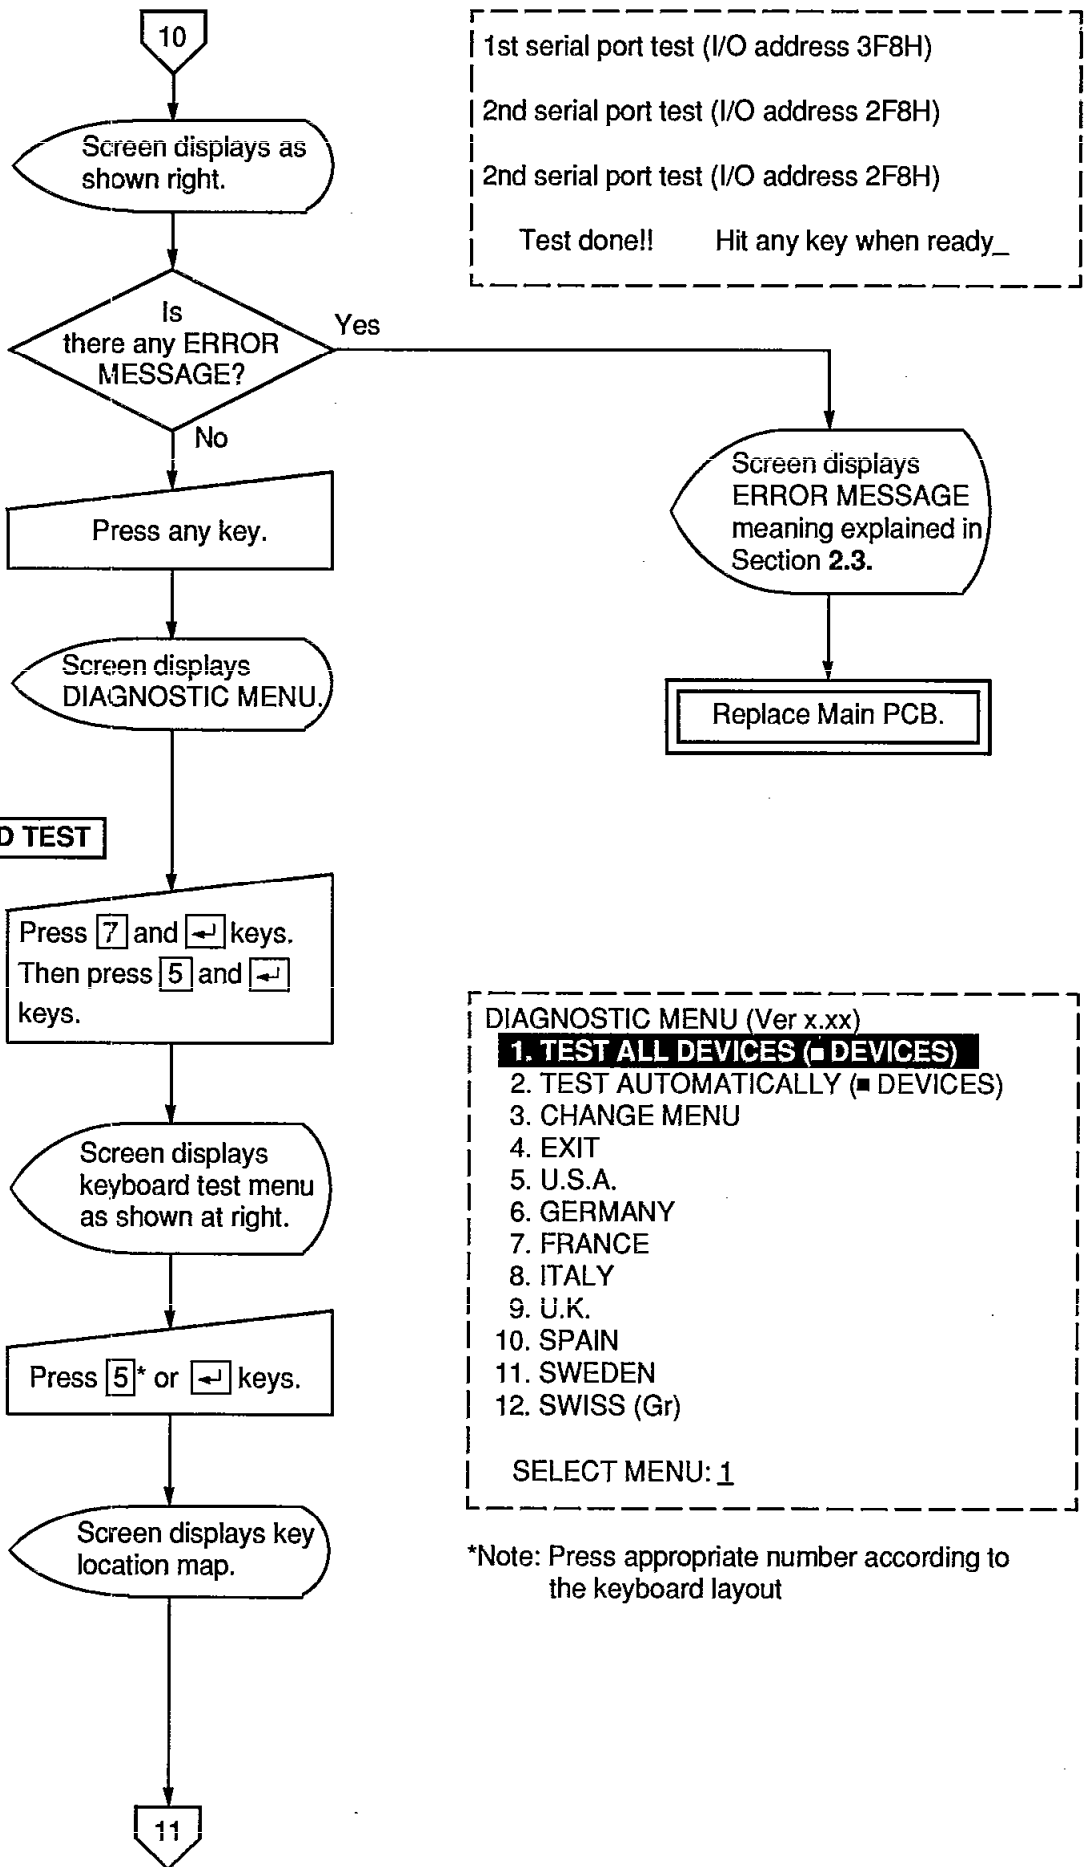 10
1st serial port test (I/O address 3F8H)
2nd serial port test (I/O address 2F8H)
2nd serial port test (I/O address 2F8H)
Test done!! Hit any key when ready_
Screen displays as
shown right.
Is
there any ERROR
MESSAGE?
Yes
No
Screen displays
ERROR MESSAGE
meaning explained in
Section 2.3.
Replace Main PCB.
Press any key.
Screen displays
DIAGNOSTIC MENU.
D TEST
Press 7 and ↵ keys.
Then press 5 and ↵
keys.
Screen displays
keyboard test menu
as shown at right.
Press 5* or ↵ keys.
Screen displays key
location map.
11
DIAGNOSTIC MENU (Ver x.xx)
1. TEST ALL DEVICES (■ DEVICES)
2. TEST AUTOMATICALLY (■ DEVICES)
3. CHANGE MENU
4. EXIT
5. U.S.A.
6. GERMANY
7. FRANCE
8. ITALY
9. U.K.
10. SPAIN
11. SWEDEN
12. SWISS (Gr)
SELECT MENU: 1
*Note: Press appropriate number according to
the keyboard layout